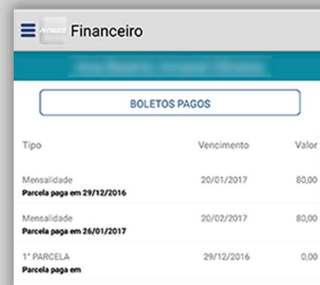 Financeiro
BOLETOS PAGOS
Tipo Vencimento Valor
Mensalidade 20/01/2017 80,00
Parcela paga em 29/12/2016
Mensalidade 20/02/2017 80,00
Parcela paga em 26/01/2017
1ª PARCELA 29/12/2016 0,00
Parcela paga em